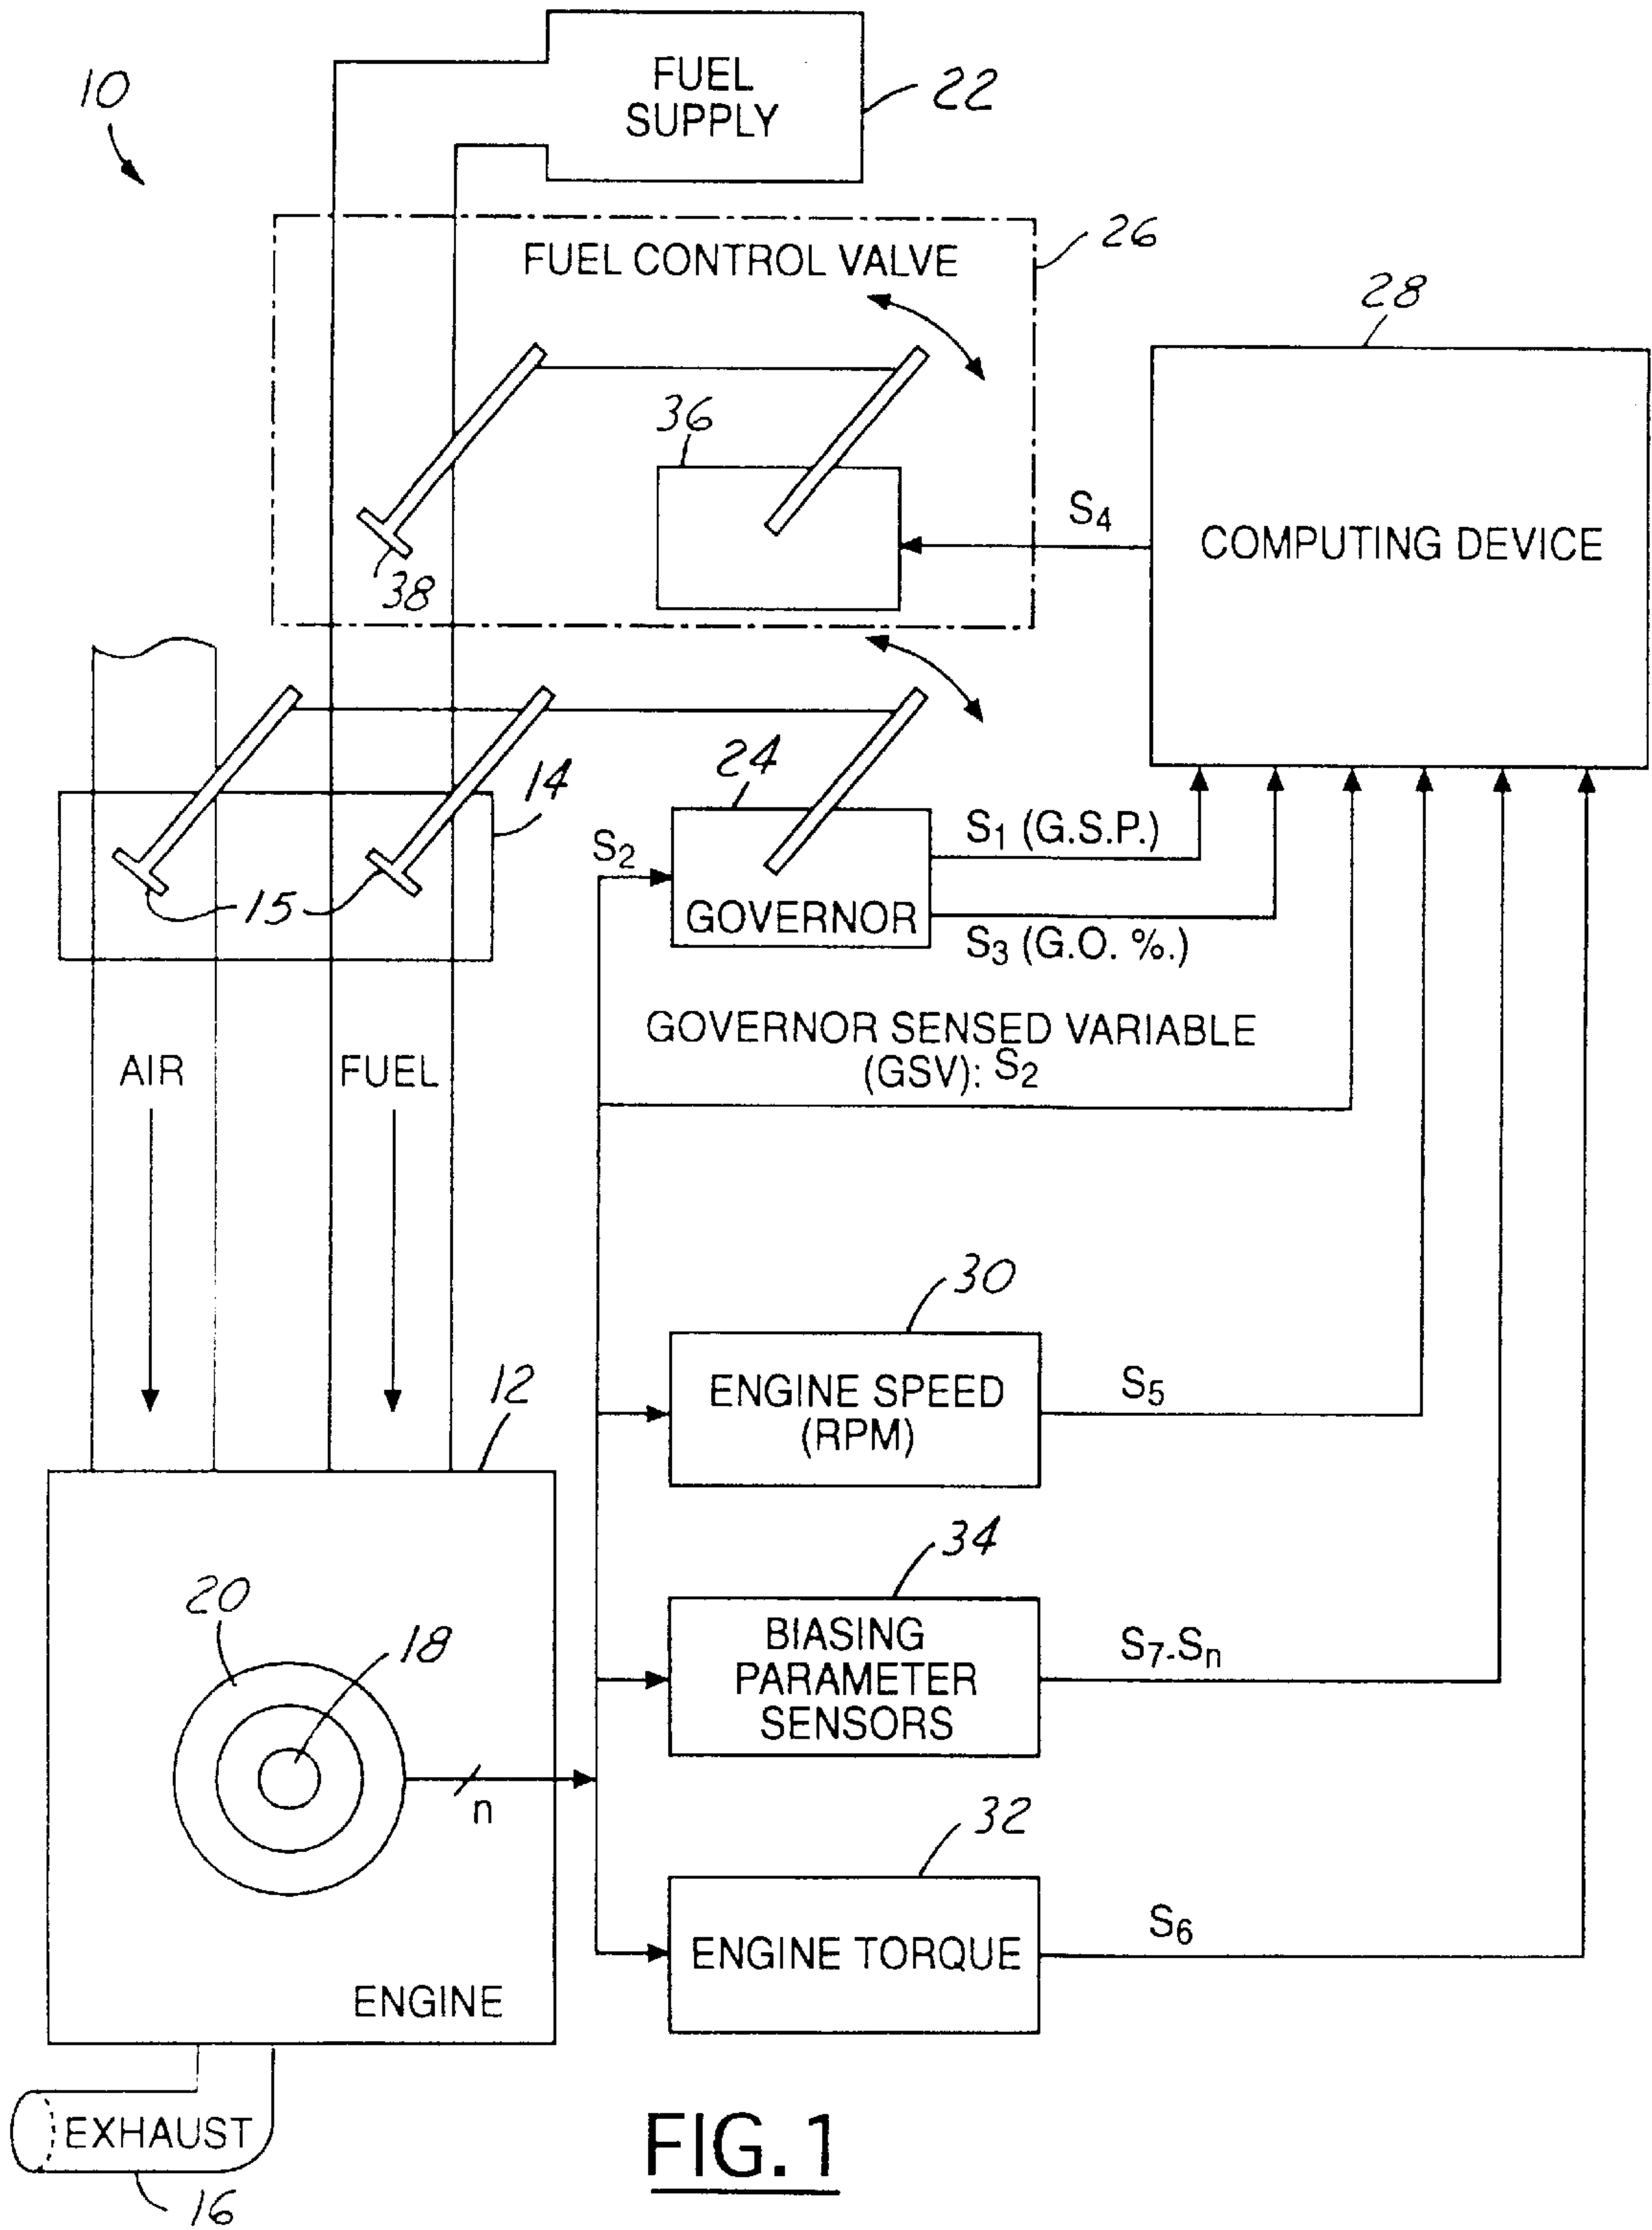 10
FUEL
SUPPLY
22
FUEL CONTROL VALVE
26
28
36
S4
COMPUTING DEVICE
38
24
14
S2
S1 (G.S.P.)
15
GOVERNOR
S3 (G.O. %.)
GOVERNOR SENSED VARIABLE
(GSV): S2
AIR
FUEL
30
12
ENGINE SPEED
(RPM)
S5
34
20
18
BIASING
PARAMETER
SENSORS
S7-Sn
n
32
ENGINE TORQUE
S6
ENGINE
EXHAUST
16
FIG. 1